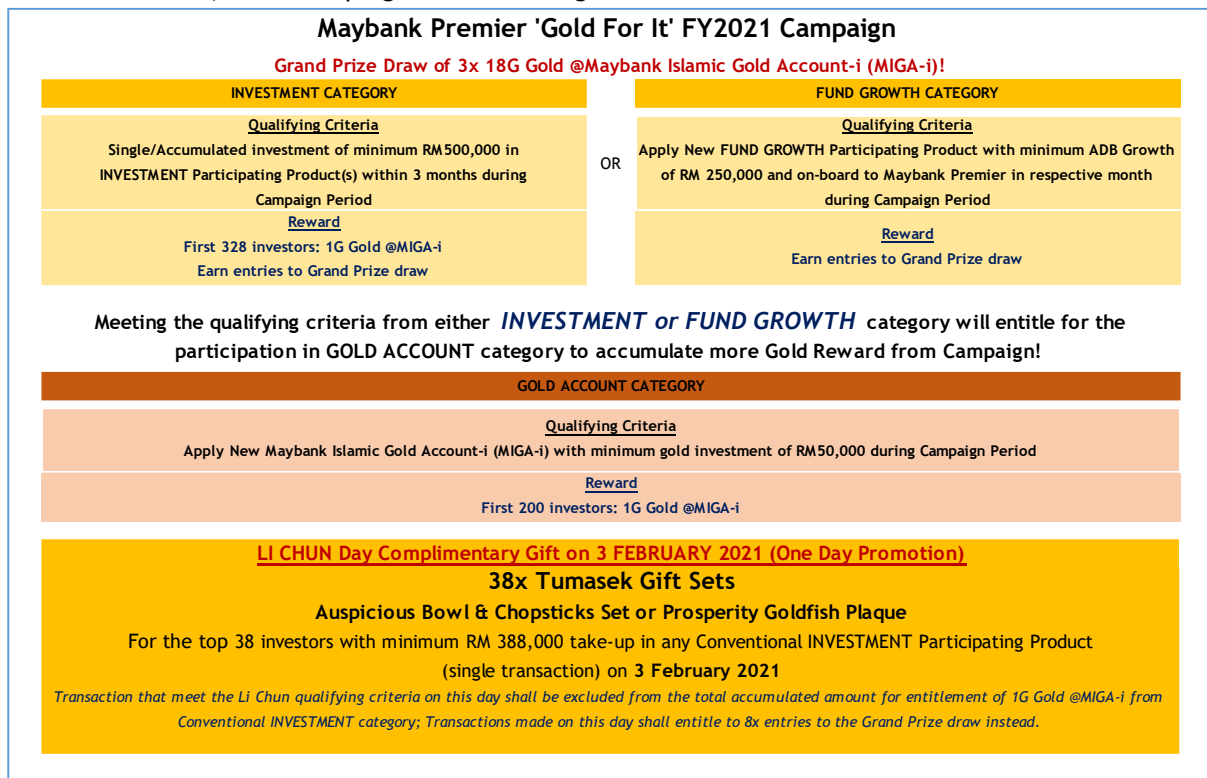 Maybank Premier 'Gold For It' FY2021 Campaign
Grand Prize Draw of 3x 18G Gold @Maybank Islamic Gold Account-i (MIGA-i)!
INVESTMENT CATEGORY
Qualifying Criteria
Single/Accumulated investment of minimum RM500,000 in
INVESTMENT Participating Product(s) within 3 months during
Campaign Period
Reward
First 328 investors: 1G Gold @MIGA-i
Earn entries to Grand Prize draw
OR
FUND GROWTH CATEGORY
Qualifying Criteria
Apply New FUND GROWTH Participating Product with minimum ADB Growth
of RM 250,000 and on-board to Maybank Premier in respective month
during Campaign Period
Reward
Earn entries to Grand Prize draw
Meeting the qualifying criteria from either INVESTMENT or FUND GROWTH category will entitle for the
participation in GOLD ACCOUNT category to accumulate more Gold Reward from Campaign!
GOLD ACCOUNT CATEGORY
Qualifying Criteria
Apply New Maybank Islamic Gold Account-i (MIGA-i) with minimum gold investment of RM50,000 during Campaign Period
Reward
First 200 investors: 1G Gold @MIGA-i
LI CHUN Day Complimentary Gift on 3 FEBRUARY 2021 (One Day Promotion)
38x Tumasek Gift Sets
Auspicious Bowl & Chopsticks Set or Prosperity Goldfish Plaque
For the top 38 investors with minimum RM 388,000 take-up in any Conventional INVESTMENT Participating Product
(single transaction) on 3 February 2021
Transaction that meet the Li Chun qualifying criteria on this day shall be excluded from the total accumulated amount for entitlement of 1G Gold @MIGA-i from
Conventional INVESTMENT category; Transactions made on this day shall entitle to 8x entries to the Grand Prize draw instead.